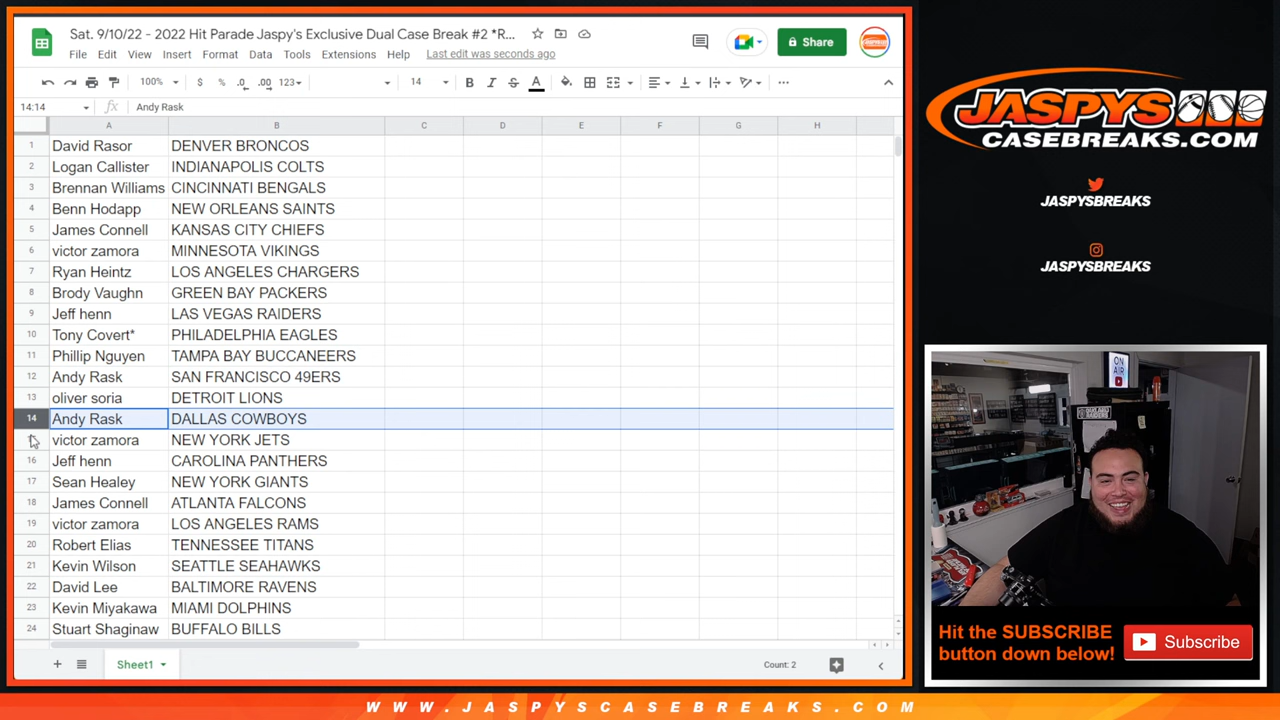 Sat. 9/10/22 - 2022 Hit Parade Jaspy's Exclusive Dual Case Break #2 *R...
File Edit View Insert Format Data Tools Extensions Help Last edit was seconds ago
Share
100% $ % .0 .00 123 14 B I S A
14:14 fx Andy Rask
A B C D E F G H
1 David Rasor DENVER BRONCOS
2 Logan Callister INDIANAPOLIS COLTS
3 Brennan Williams CINCINNATI BENGALS
4 Benn Hodapp NEW ORLEANS SAINTS
5 James Connell KANSAS CITY CHIEFS
6 victor zamora MINNESOTA VIKINGS
7 Ryan Heintz LOS ANGELES CHARGERS
8 Brody Vaughn GREEN BAY PACKERS
9 Jeff henn LAS VEGAS RAIDERS
10 Tony Covert* PHILADELPHIA EAGLES
11 Phillip Nguyen TAMPA BAY BUCCANEERS
12 Andy Rask SAN FRANCISCO 49ERS
13 oliver soria DETROIT LIONS
14 Andy Rask DALLAS COWBOYS
victor zamora NEW YORK JETS
16 Jeff henn CAROLINA PANTHERS
17 Sean Healey NEW YORK GIANTS
18 James Connell ATLANTA FALCONS
19 victor zamora LOS ANGELES RAMS
20 Robert Elias TENNESSEE TITANS
21 Kevin Wilson SEATTLE SEAHAWKS
22 David Lee BALTIMORE RAVENS
23 Kevin Miyakawa MIAMI DOLPHINS
24 Stuart Shaginaw BUFFALO BILLS
Sheet1
Count: 2
JASPYS
CASEBREAKS.COM
JASPYSBREAKS
JASPYSBREAKS
ON
AIR
Hit the SUBSCRIBE
button down below!
Subscribe
WWW.JASPYSCASEBREAKS.COM